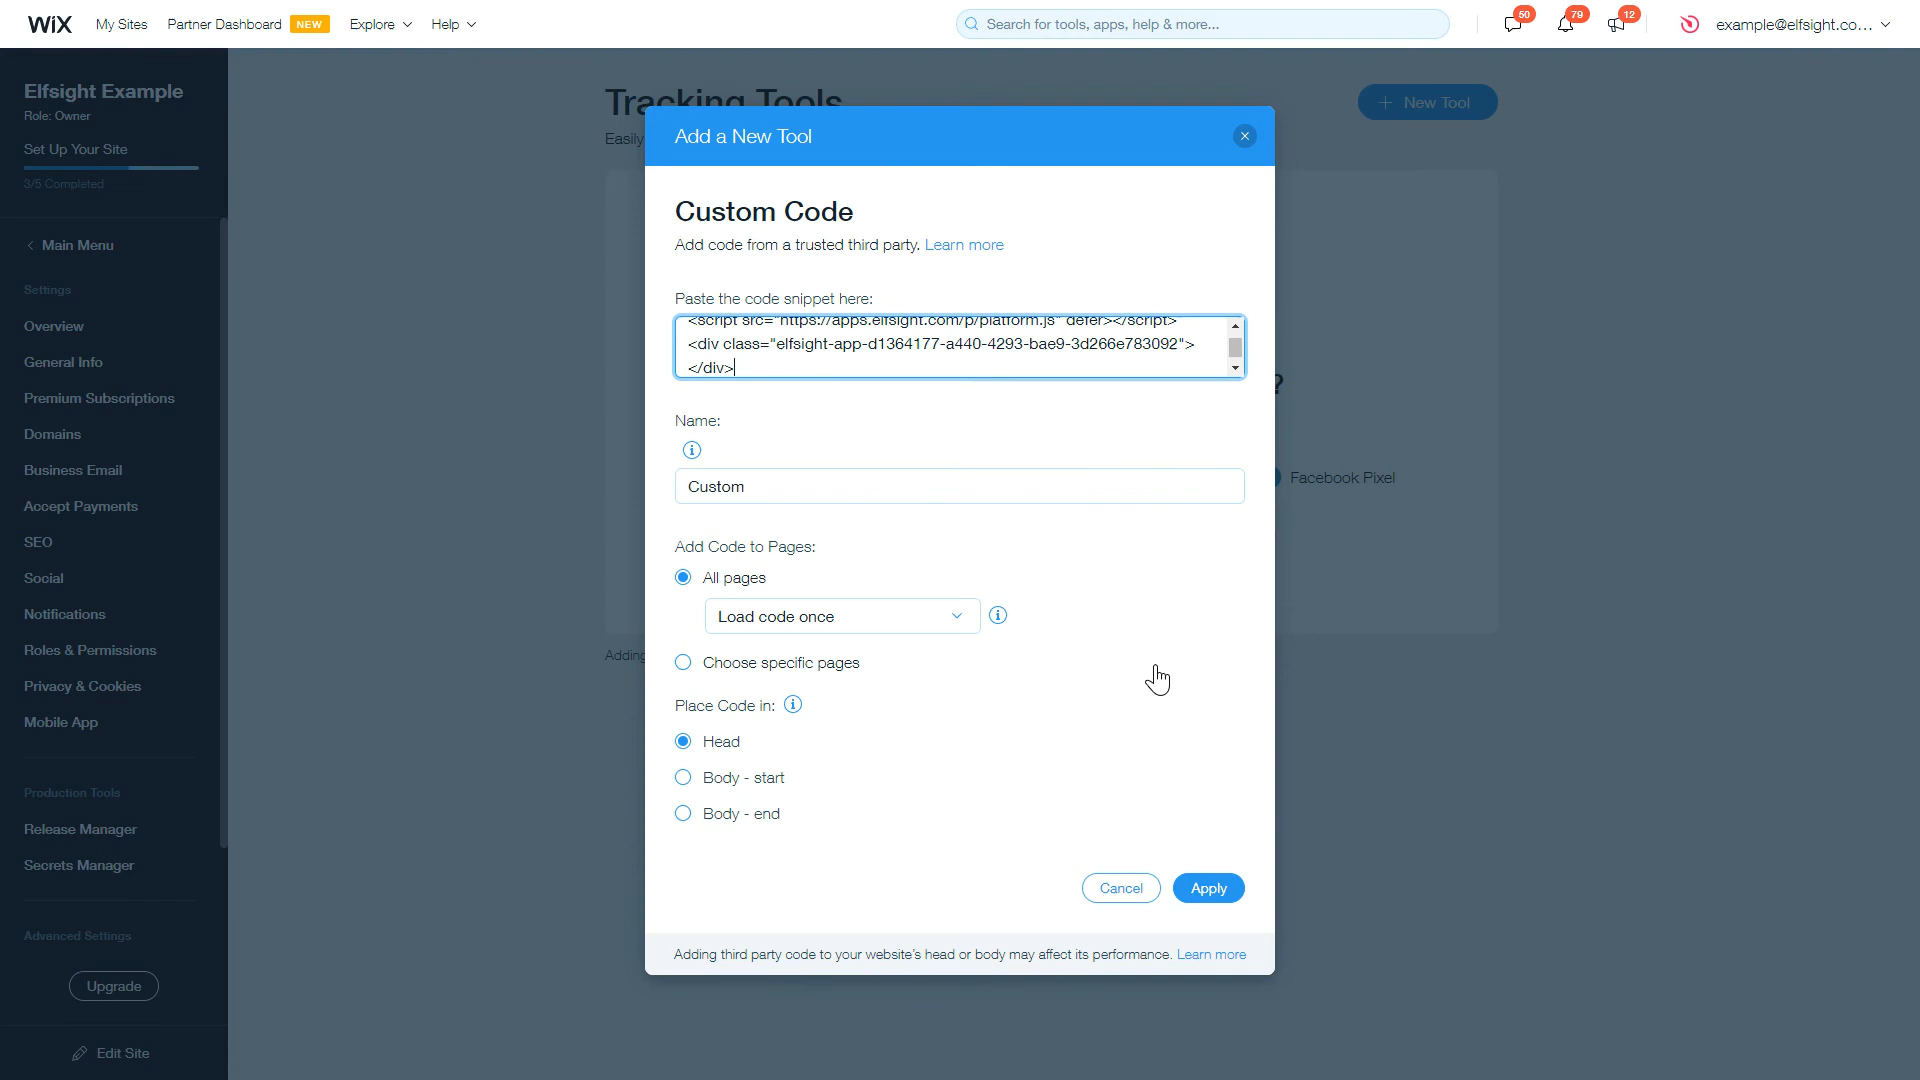 WiX My Sites Partner Dashboard NEW Explore Help Search for tools, apps, help & more... 50 79 12 example@elfsight.co...
Elfsight Example
Role: Owner
Set Up Your Site
3/5 Completed
Main Menu
Settings
Overview
General Info
Premium Subscriptions
Domains
Business Email
Accept Payments
SEO
Social
Notifications
Roles & Permissions
Privacy & Cookies
Mobile App
Production Tools
Release Manager
Secrets Manager
Advanced Settings
Upgrade
Edit Site
Tracking Tools
+ New Tool
Easily
?
Facebook Pixel
Adding
Add a New Tool
Custom Code
Add code from a trusted third party. Learn more
Paste the code snippet here:
<script src="https://apps.elfsight.com/p/platform.js" defer></script>
<div class="elfsight-app-d1364177-a440-4293-bae9-3d266e783092">
</div>
Name:
Custom
Add Code to Pages:
All pages
Load code once
Choose specific pages
Place Code in:
Head
Body - start
Body - end
Cancel Apply
Adding third party code to your website's head or body may affect its performance. Learn more